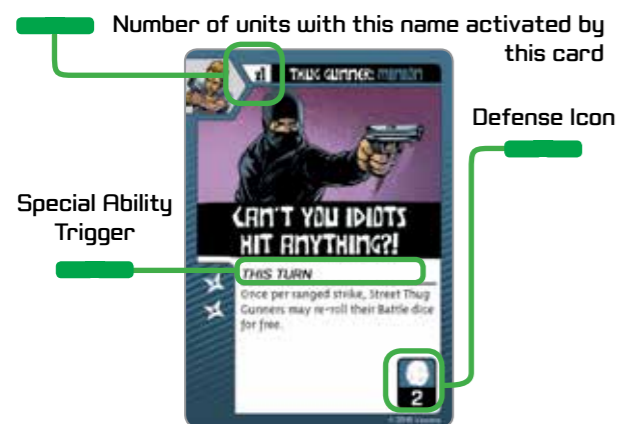 Number of units with this name activated by
this card
x1 THUG GUNNER: MINION
Defense Icon
Special Ability
Trigger
CAN'T YOU IDIOTS
HIT ANYTHING?!
THIS TURN
Once per ranged strike, Street Thug
Gunners may re-roll their Battle dice
for free.
2